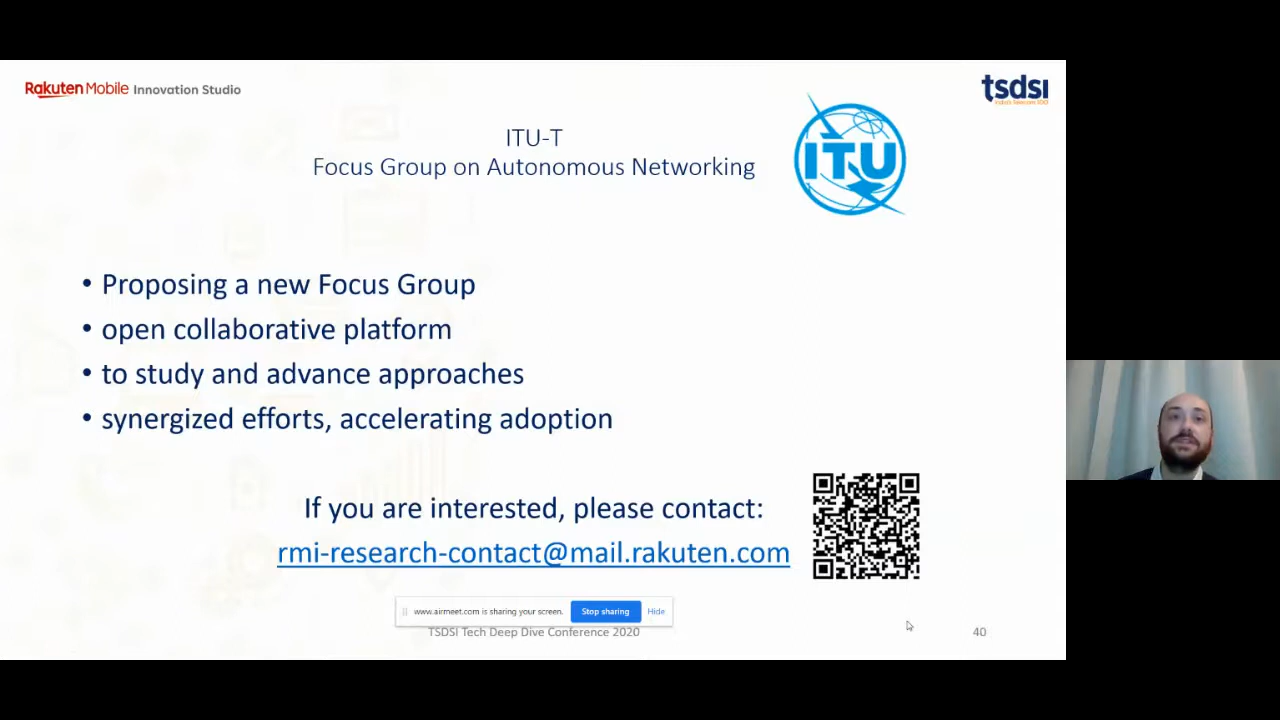 Rakuten Mobile Innovation Studio
tsdsi
ITU-T
Focus Group on Autonomous Networking
ITU
• Proposing a new Focus Group
• open collaborative platform
• to study and advance approaches
• synergized efforts, accelerating adoption
If you are interested, please contact:
rmi-research-contact@mail.rakuten.com
www.airmeet.com is sharing your screen.
Stop sharing
Hide
TSDSI Tech Deep Dive Conference 2020
40